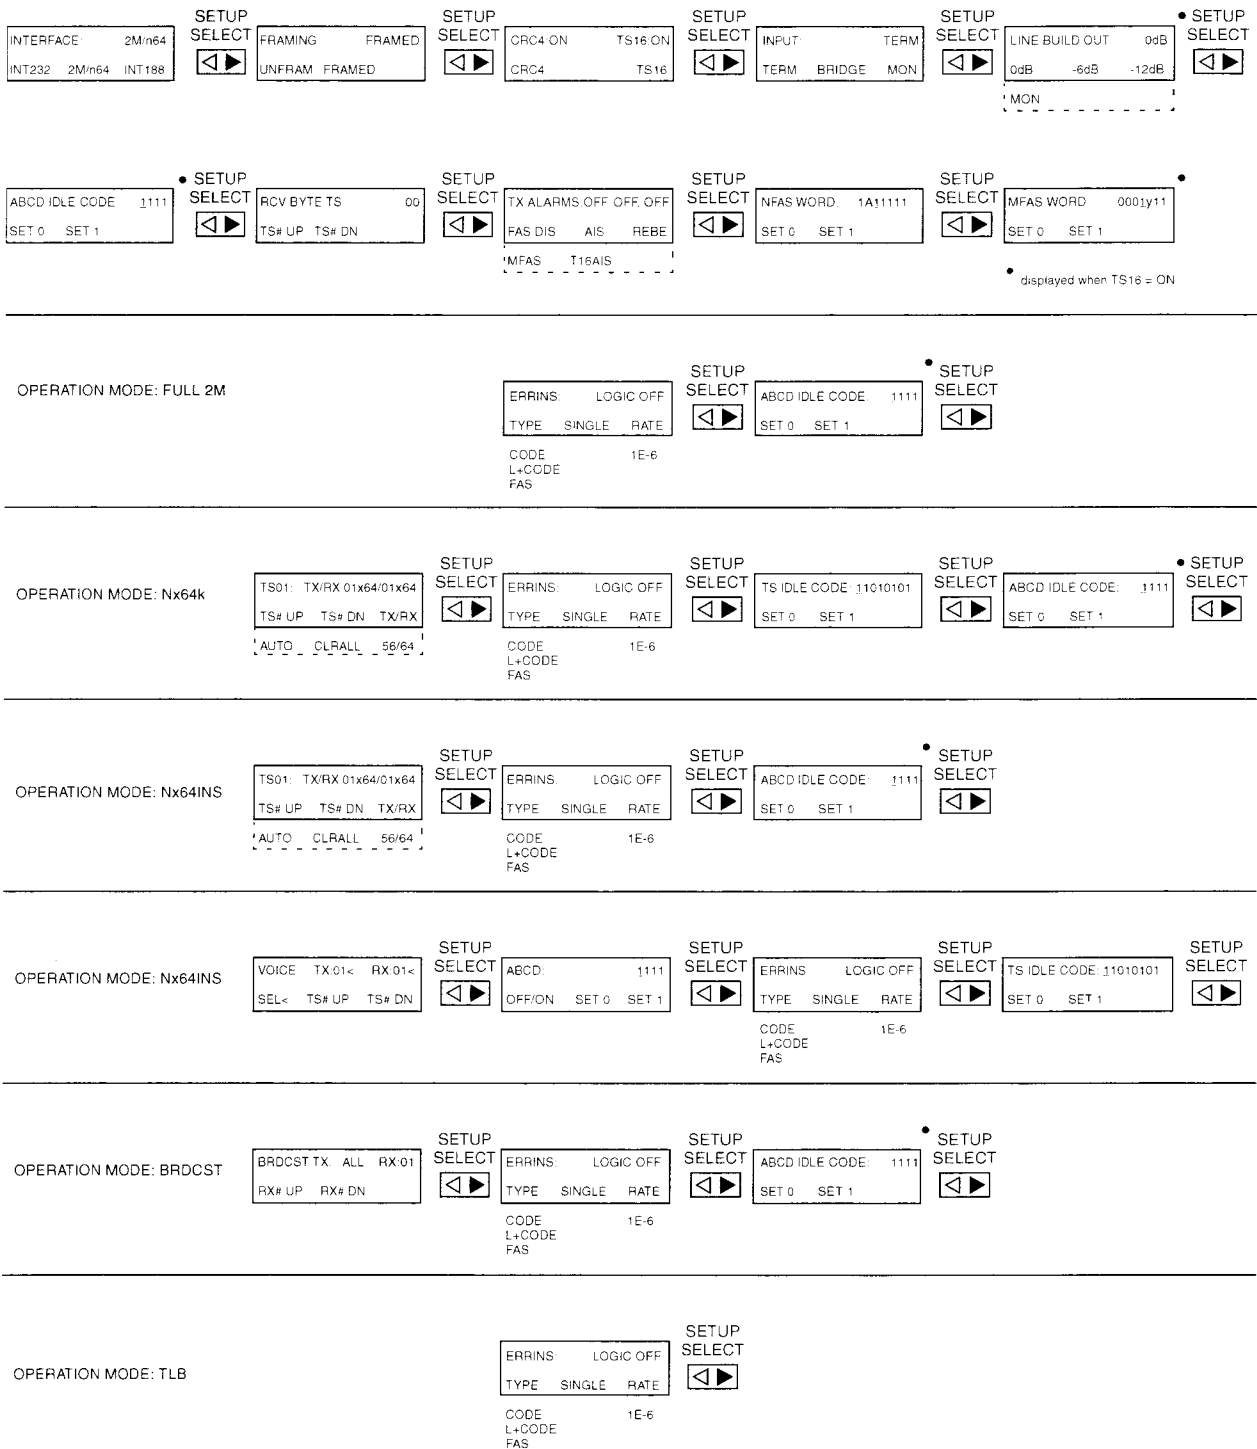 SETUP SELECT SETUP SELECT SETUP SELECT SETUP SELECT • SETUP SELECT
INTERFACE: 2M/n64 FRAMING FRAMED CRC4:ON TS16:ON INPUT: TERM LINE BUILD OUT 0dB
INT232 2M/n64 INT188 UNFRAM FRAMED CRC4 TS16 TERM BRIDGE MON 0dB -6dB -12dB
MON
• SETUP SELECT SETUP SELECT SETUP SELECT SETUP SELECT •
ABCD IDLE CODE 1111 RCV BYTE TS 00 TX ALARMS:OFF OFF, OFF NFAS WORD: 1A11111 MFAS WORD 0001y11
SET 0 SET 1 TS# UP TS# DN FAS DIS AIS REBE SET 0 SET 1 SET 0 SET 1
MFAS T16AIS
• displayed when TS16 = ON
OPERATION MODE: FULL 2M
SETUP SELECT • SETUP SELECT
ERRINS: LOGIC OFF ABCD IDLE CODE: 1111
TYPE SINGLE RATE SET 0 SET 1
CODE 1E-6
L+CODE
FAS
OPERATION MODE: Nx64k
SETUP SELECT SETUP SELECT SETUP SELECT • SETUP SELECT
TS01: TX/RX 01x64/01x64 ERRINS: LOGIC OFF TS IDLE CODE: 11010101 ABCD IDLE CODE: 1111
TS# UP TS# DN TX/RX TYPE SINGLE RATE SET 0 SET 1 SET 0 SET 1
AUTO CLRALL 56/64 CODE 1E-6
L+CODE
FAS
OPERATION MODE: Nx64INS
SETUP SELECT SETUP SELECT • SETUP SELECT
TS01: TX/RX 01x64/01x64 ERRINS: LOGIC OFF ABCD IDLE CODE: 1111
TS# UP TS# DN TX/RX TYPE SINGLE RATE SET 0 SET 1
AUTO CLRALL 56/64 CODE 1E-6
L+CODE
FAS
OPERATION MODE: Nx64INS
SETUP SELECT SETUP SELECT SETUP SELECT SETUP SELECT
VOICE TX:01< RX:01< ABCD: 1111 ERRINS LOGIC OFF TS IDLE CODE: 11010101
SEL< TS# UP TS# DN OFF/ON SET 0 SET 1 TYPE SINGLE RATE SET 0 SET 1
CODE 1E-6
L+CODE
FAS
OPERATION MODE: BRDCST
SETUP SELECT SETUP SELECT • SETUP SELECT
BRDCST TX: ALL RX:01 ERRINS: LOGIC OFF ABCD IDLE CODE: 1111
RX# UP RX# DN TYPE SINGLE RATE SET 0 SET 1
CODE 1E-6
L+CODE
FAS
OPERATION MODE: TLB
SETUP SELECT
ERRINS: LOGIC OFF
TYPE SINGLE RATE
CODE 1E-6
L+CODE
FAS